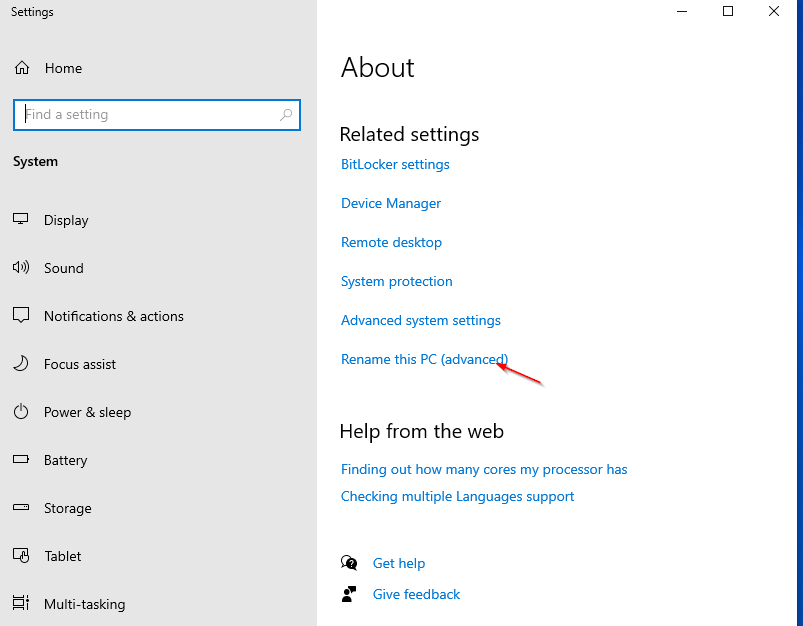 Settings
Home
Find a setting
System
Display
Sound
Notifications & actions
Focus assist
Power & sleep
Battery
Storage
Tablet
Multi-tasking
About
Related settings
BitLocker settings
Device Manager
Remote desktop
System protection
Advanced system settings
Rename this PC (advanced)
Help from the web
Finding out how many cores my processor has
Checking multiple Languages support
Get help
Give feedback